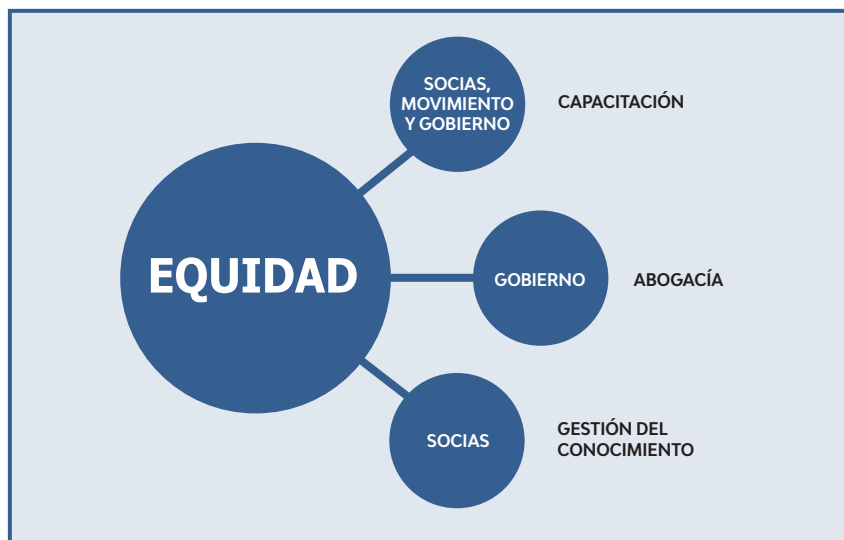 SOCIAS,
MOVIMIENTO
Y GOBIERNO
CAPACITACIÓN
EQUIDAD
GOBIERNO
ABOGACÍA
SOCIAS
GESTIÓN DEL
CONOCIMIENTO